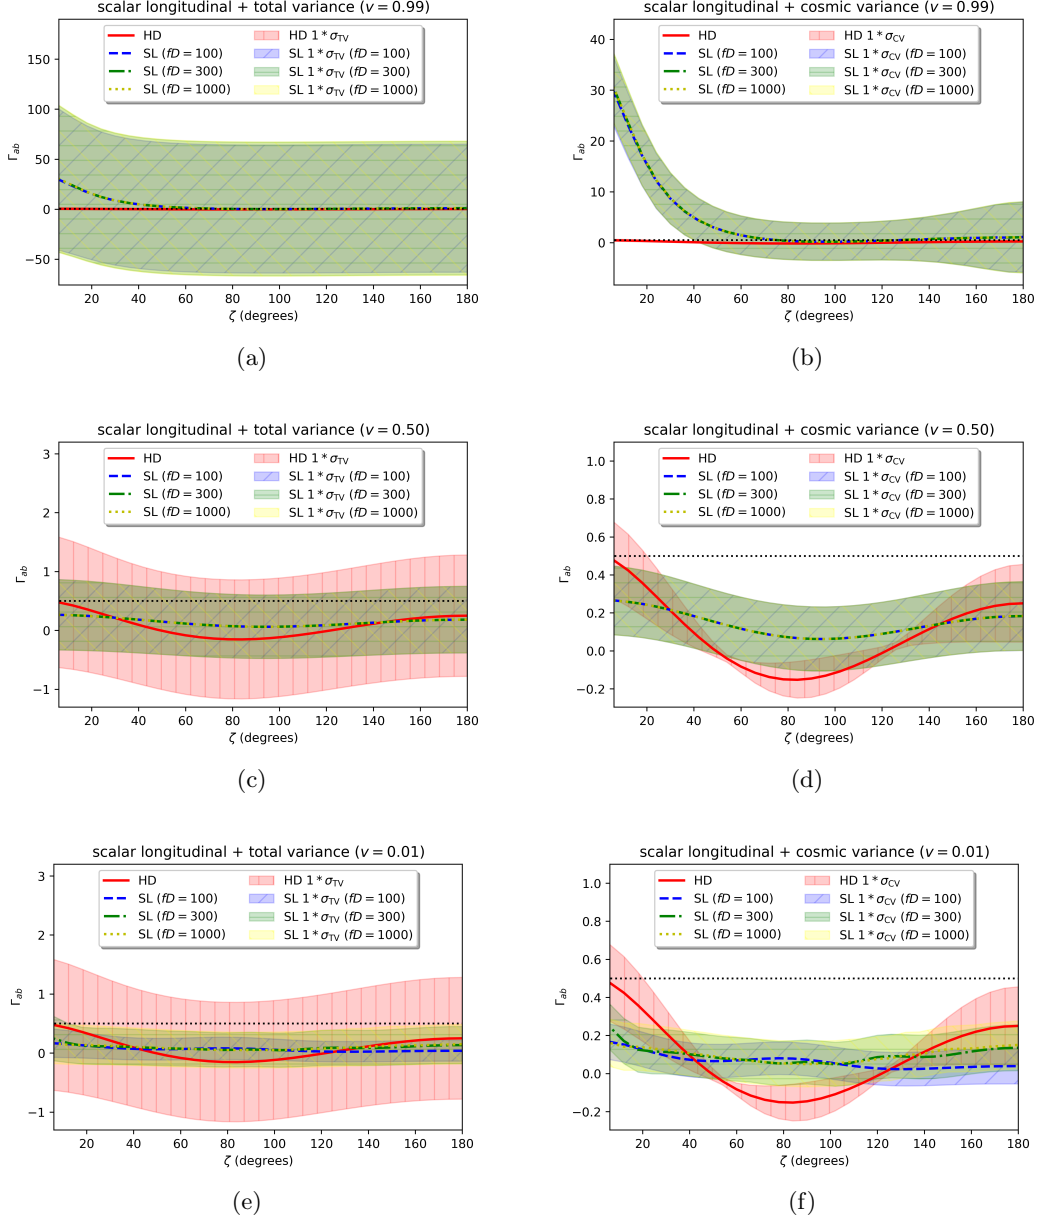 scalar longitudinal + total variance (v = 0.99)
HD
SL (fD = 100)
SL (fD = 300)
SL (fD = 1000)
HD 1 * σTV
SL 1 * σTV (fD = 100)
SL 1 * σTV (fD = 300)
SL 1 * σTV (fD = 1000)
150
100
50
0
−50
Γab
20 40 60 80 100 120 140 160 180
ζ (degrees)
(a)
scalar longitudinal + cosmic variance (v = 0.99)
HD
SL (fD = 100)
SL (fD = 300)
SL (fD = 1000)
HD 1 * σCV
SL 1 * σCV (fD = 100)
SL 1 * σCV (fD = 300)
SL 1 * σCV (fD = 1000)
40
30
20
10
0
Γab
20 40 60 80 100 120 140 160 180
ζ (degrees)
(b)
scalar longitudinal + total variance (v = 0.50)
HD
SL (fD = 100)
SL (fD = 300)
SL (fD = 1000)
HD 1 * σTV
SL 1 * σTV (fD = 100)
SL 1 * σTV (fD = 300)
SL 1 * σTV (fD = 1000)
3
2
1
0
−1
Γab
20 40 60 80 100 120 140 160 180
ζ (degrees)
(c)
scalar longitudinal + cosmic variance (v = 0.50)
HD
SL (fD = 100)
SL (fD = 300)
SL (fD = 1000)
HD 1 * σCV
SL 1 * σCV (fD = 100)
SL 1 * σCV (fD = 300)
SL 1 * σCV (fD = 1000)
1.0
0.8
0.6
0.4
0.2
0.0
−0.2
Γab
20 40 60 80 100 120 140 160 180
ζ (degrees)
(d)
scalar longitudinal + total variance (v = 0.01)
HD
SL (fD = 100)
SL (fD = 300)
SL (fD = 1000)
HD 1 * σTV
SL 1 * σTV (fD = 100)
SL 1 * σTV (fD = 300)
SL 1 * σTV (fD = 1000)
3
2
1
0
−1
Γab
20 40 60 80 100 120 140 160 180
ζ (degrees)
(e)
scalar longitudinal + cosmic variance (v = 0.01)
HD
SL (fD = 100)
SL (fD = 300)
SL (fD = 1000)
HD 1 * σCV
SL 1 * σCV (fD = 100)
SL 1 * σCV (fD = 300)
SL 1 * σCV (fD = 1000)
1.0
0.8
0.6
0.4
0.2
0.0
−0.2
Γab
20 40 60 80 100 120 140 160 180
ζ (degrees)
(f)